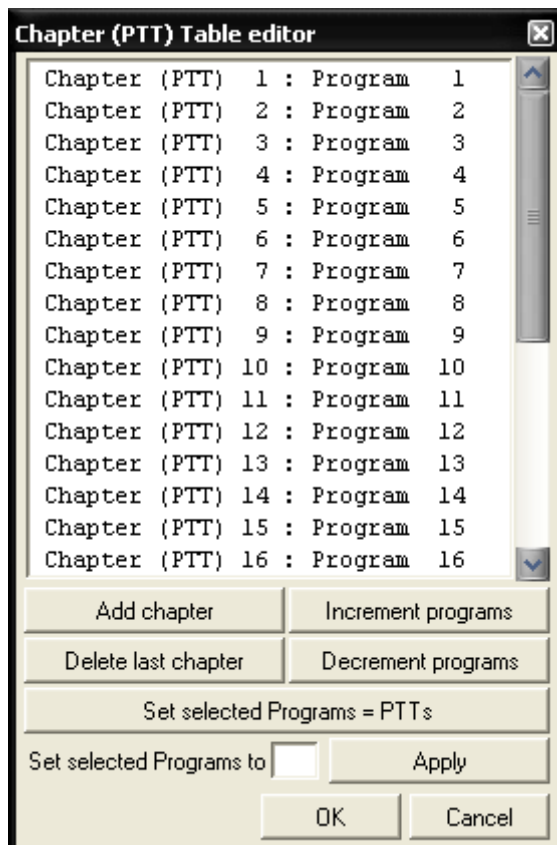 Chapter (PTT) Table editor
Chapter (PTT) 1 : Program 1
Chapter (PTT) 2 : Program 2
Chapter (PTT) 3 : Program 3
Chapter (PTT) 4 : Program 4
Chapter (PTT) 5 : Program 5
Chapter (PTT) 6 : Program 6
Chapter (PTT) 7 : Program 7
Chapter (PTT) 8 : Program 8
Chapter (PTT) 9 : Program 9
Chapter (PTT) 10 : Program 10
Chapter (PTT) 11 : Program 11
Chapter (PTT) 12 : Program 12
Chapter (PTT) 13 : Program 13
Chapter (PTT) 14 : Program 14
Chapter (PTT) 15 : Program 15
Chapter (PTT) 16 : Program 16
Add chapter Increment programs
Delete last chapter Decrement programs
Set selected Programs = PTTs
Set selected Programs to Apply
OK Cancel